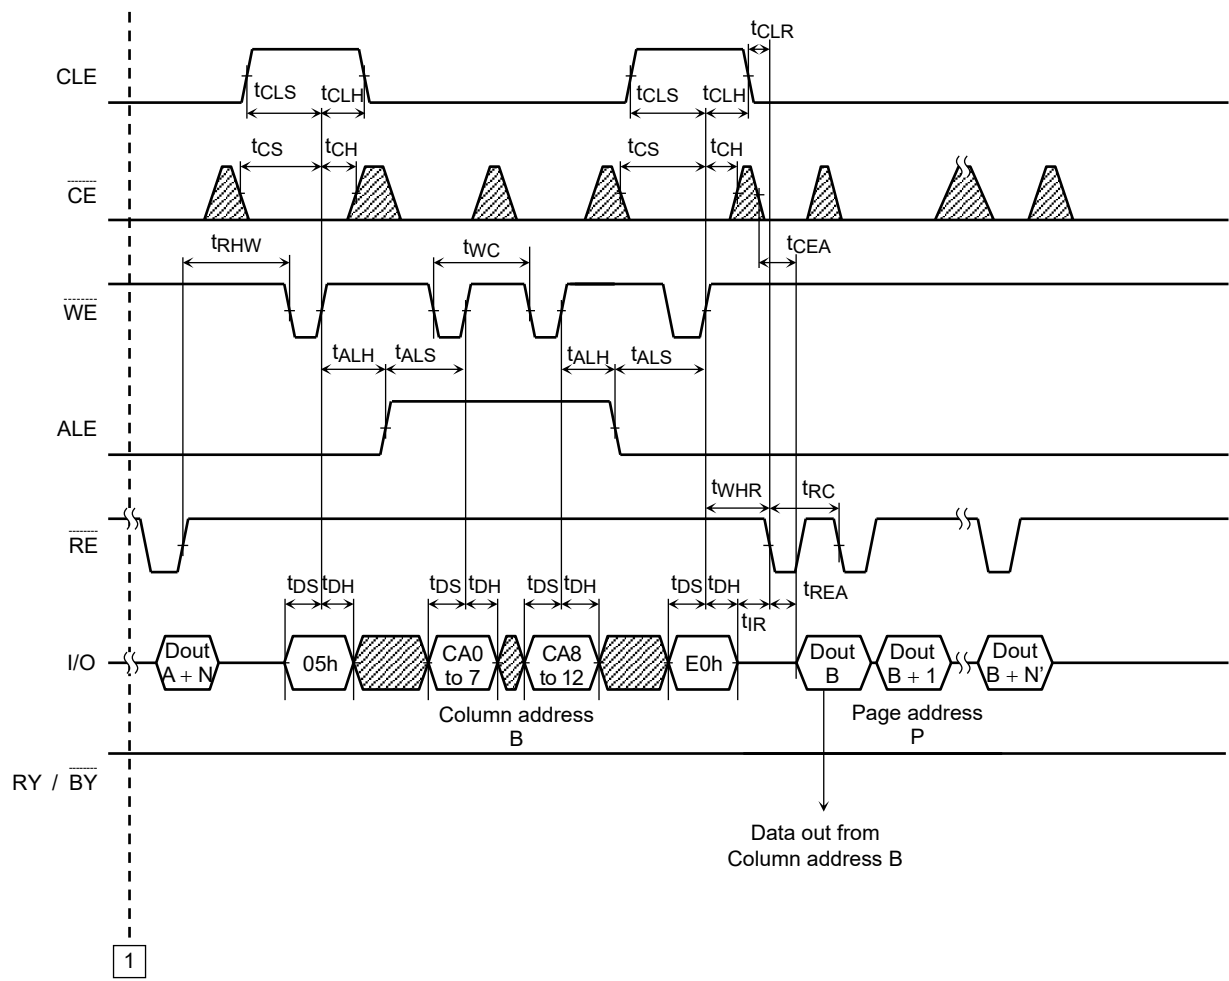 tCLR
CLE
tCLS
tCLH
tCLS
tCLH
tCS
tCH
tCS
tCH
CE
tRHW
tWC
tCEA
WE
tALH
tALS
tALH
tALS
ALE
tWHR
tRC
RE
tDS
tDH
tDS
tDH
tDS
tDH
tDS
tDH
tREA
tIR
I/O
Dout
A + N
05h
CA0
to 7
CA8
to 12
E0h
Dout
B
Dout
B + 1
Dout
B + N’
Column address
B
Page address
P
RY / BY
Data out from
Column address B
1